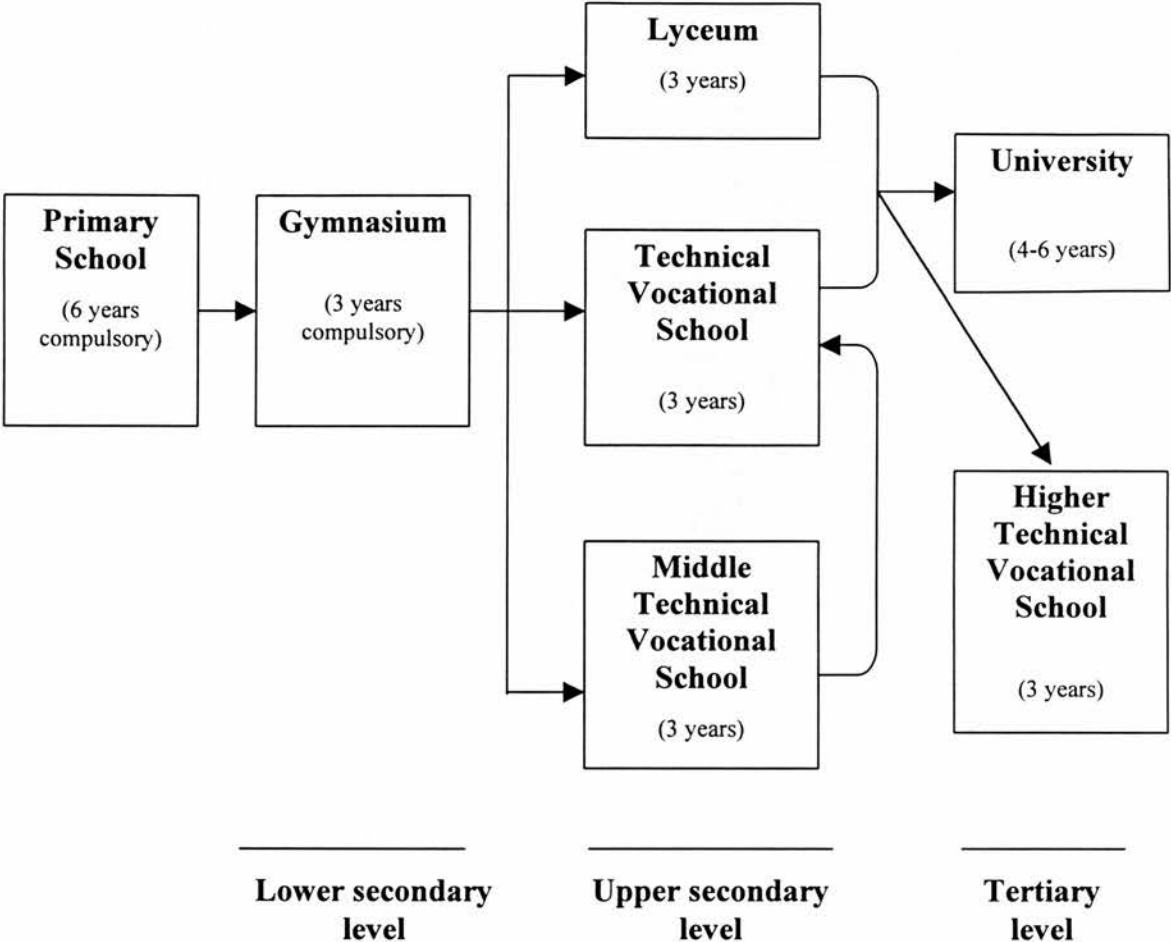 Lyceum
(3 years)
University
(4-6 years)
Primary
School
(6 years
compulsory)
Gymnasium
(3 years
compulsory)
Technical
Vocational
School
(3 years)
Middle
Technical
Vocational
School
(3 years)
Higher
Technical
Vocational
School
(3 years)
Lower secondary
level
Upper secondary
level
Tertiary
level